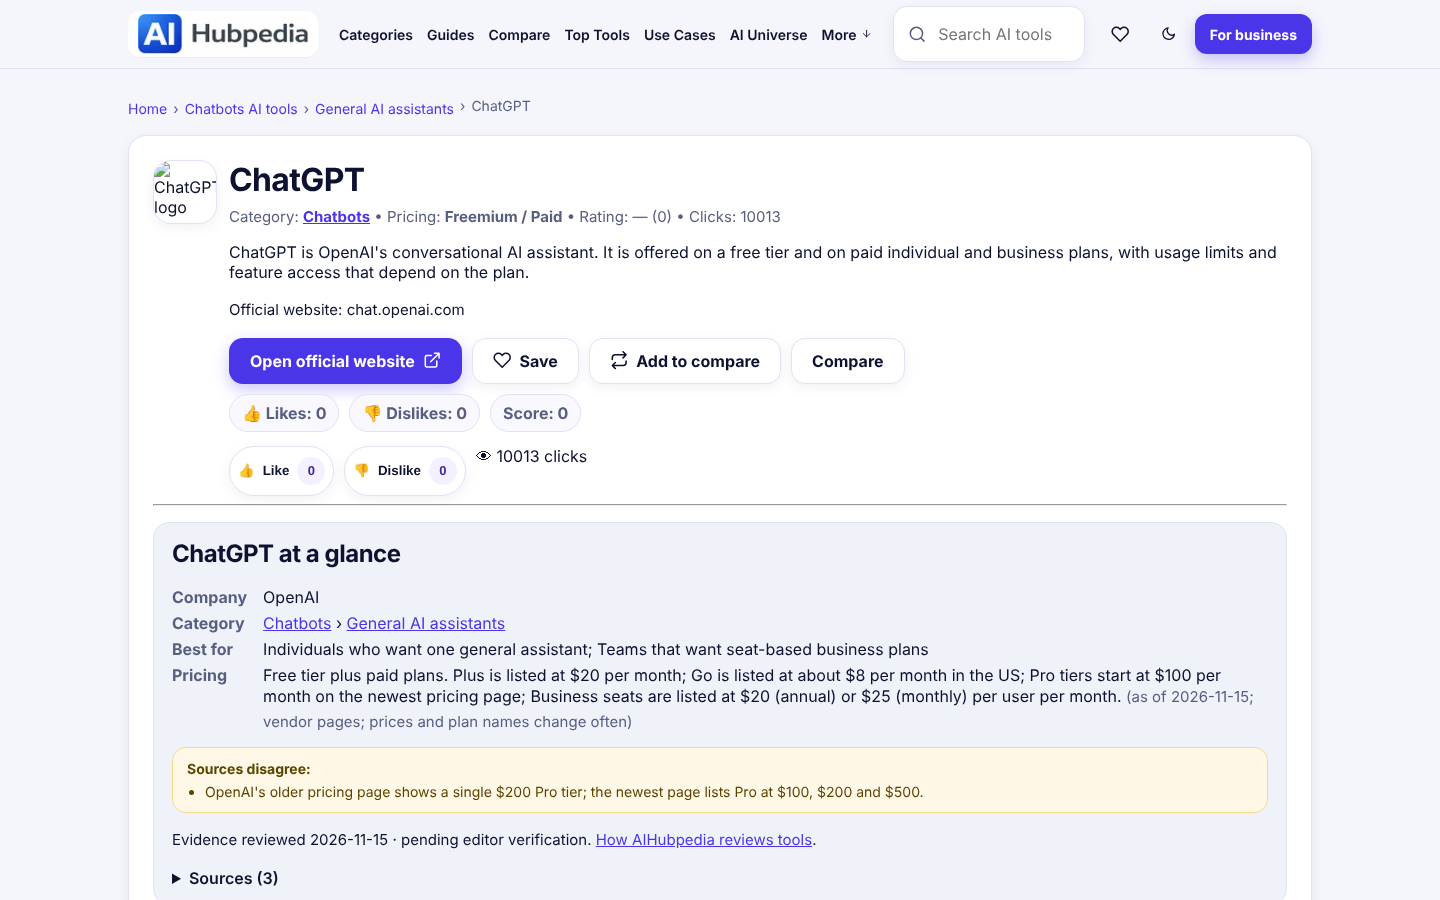 AI Hubpedia
Categories Guides Compare Top Tools Use Cases AI Universe More ↓
Search AI tools
For business
Home › Chatbots AI tools › General AI assistants › ChatGPT
ChatGPT logo
ChatGPT
Category: Chatbots • Pricing: Freemium / Paid • Rating: — (0) • Clicks: 10013
ChatGPT is OpenAI's conversational AI assistant. It is offered on a free tier and on paid individual and business plans, with usage limits and
feature access that depend on the plan.
Official website: chat.openai.com
Open official website
Save
Add to compare
Compare
👍 Likes: 0
👎 Dislikes: 0
Score: 0
👍 Like 0
👎 Dislike 0
👁 10013 clicks
ChatGPT at a glance
Company OpenAI
Category Chatbots › General AI assistants
Best for Individuals who want one general assistant; Teams that want seat-based business plans
Pricing Free tier plus paid plans. Plus is listed at $20 per month; Go is listed at about $8 per month in the US; Pro tiers start at $100 per
month on the newest pricing page; Business seats are listed at $20 (annual) or $25 (monthly) per user per month. (as of 2026-11-15;
vendor pages; prices and plan names change often)
Sources disagree:
• OpenAI's older pricing page shows a single $200 Pro tier; the newest page lists Pro at $100, $200 and $500.
Evidence reviewed 2026-11-15 · pending editor verification. How AIHubpedia reviews tools.
▶ Sources (3)